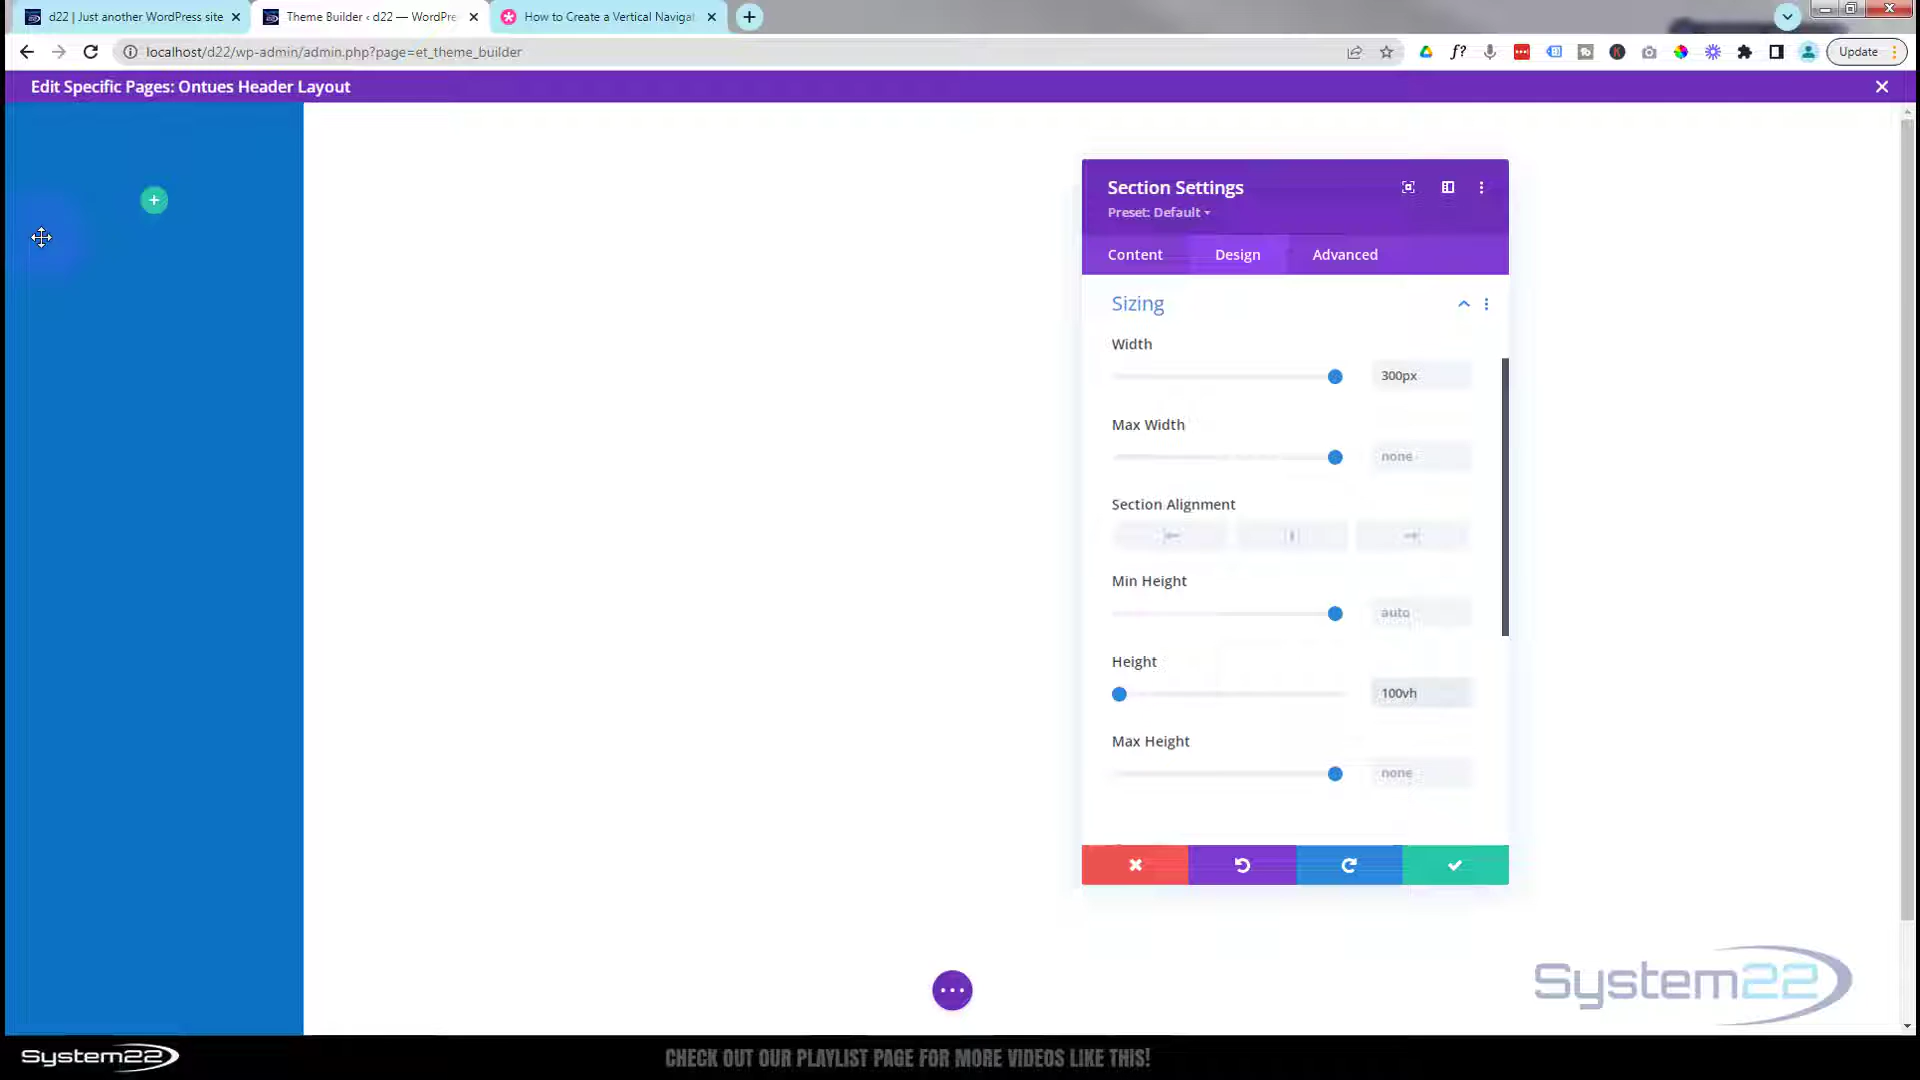 d22 | Just another WordPress site
Theme Builder ‹ d22 — WordPre
How to Create a Vertical Navigat
localhost/d22/wp-admin/admin.php?page=et_theme_builder
f?
K
Update
Edit Specific Pages: Ontues Header Layout
Section Settings
Preset: Default
Content
Design
Advanced
Sizing
Width
300px
Max Width
none
Section Alignment
Min Height
auto
Height
100vh
Max Height
none
System22
System22
CHECK OUT OUR PLAYLIST PAGE FOR MORE VIDEOS LIKE THIS!